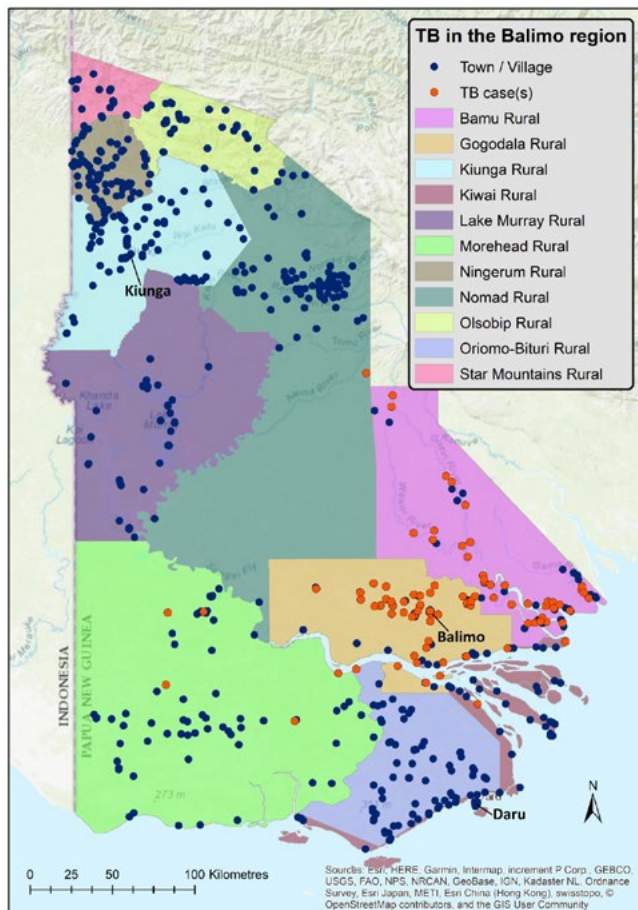 TB in the Balimo region
Town / Village
TB case(s)
Bamu Rural
Gogodala Rural
Kiunga Rural
Kiwai Rural
Lake Murray Rural
Morehead Rural
Ningerum Rural
Nomad Rural
Olsobip Rural
Oriomo-Bituri Rural
Star Mountains Rural
Kiunga
Lake
Balimo
INDONESIA
PAPUA NEW GUINEA
273 m
Daru
N
0 25 50 100 Kilometres
Sources: Esri, HERE, Garmin, Intermap, increment P Corp., GEBCO,
USGS, FAO, NPS, NRCAN, GeoBase, IGN, Kadaster NL, Ordnance
Survey, Esri Japan, METI, Esri China (Hong Kong), swisstopo, ©
OpenStreetMap contributors, and the GIS User Community